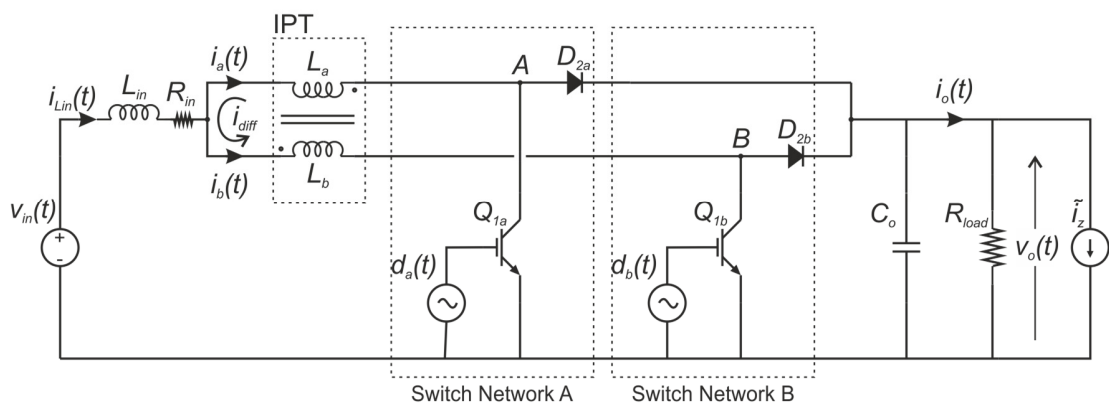 IPT
i_a(t)
L_a
A
D_2a
i_Lin(t)
L_in
R_in
i_diff
i_o(t)
B
D_2b
i_b(t)
L_b
v_in(t)
+
-
Q_1a
Q_1b
d_a(t)
d_b(t)
C_o
R_load
v_o(t)
ĩ_z
Switch Network A
Switch Network B